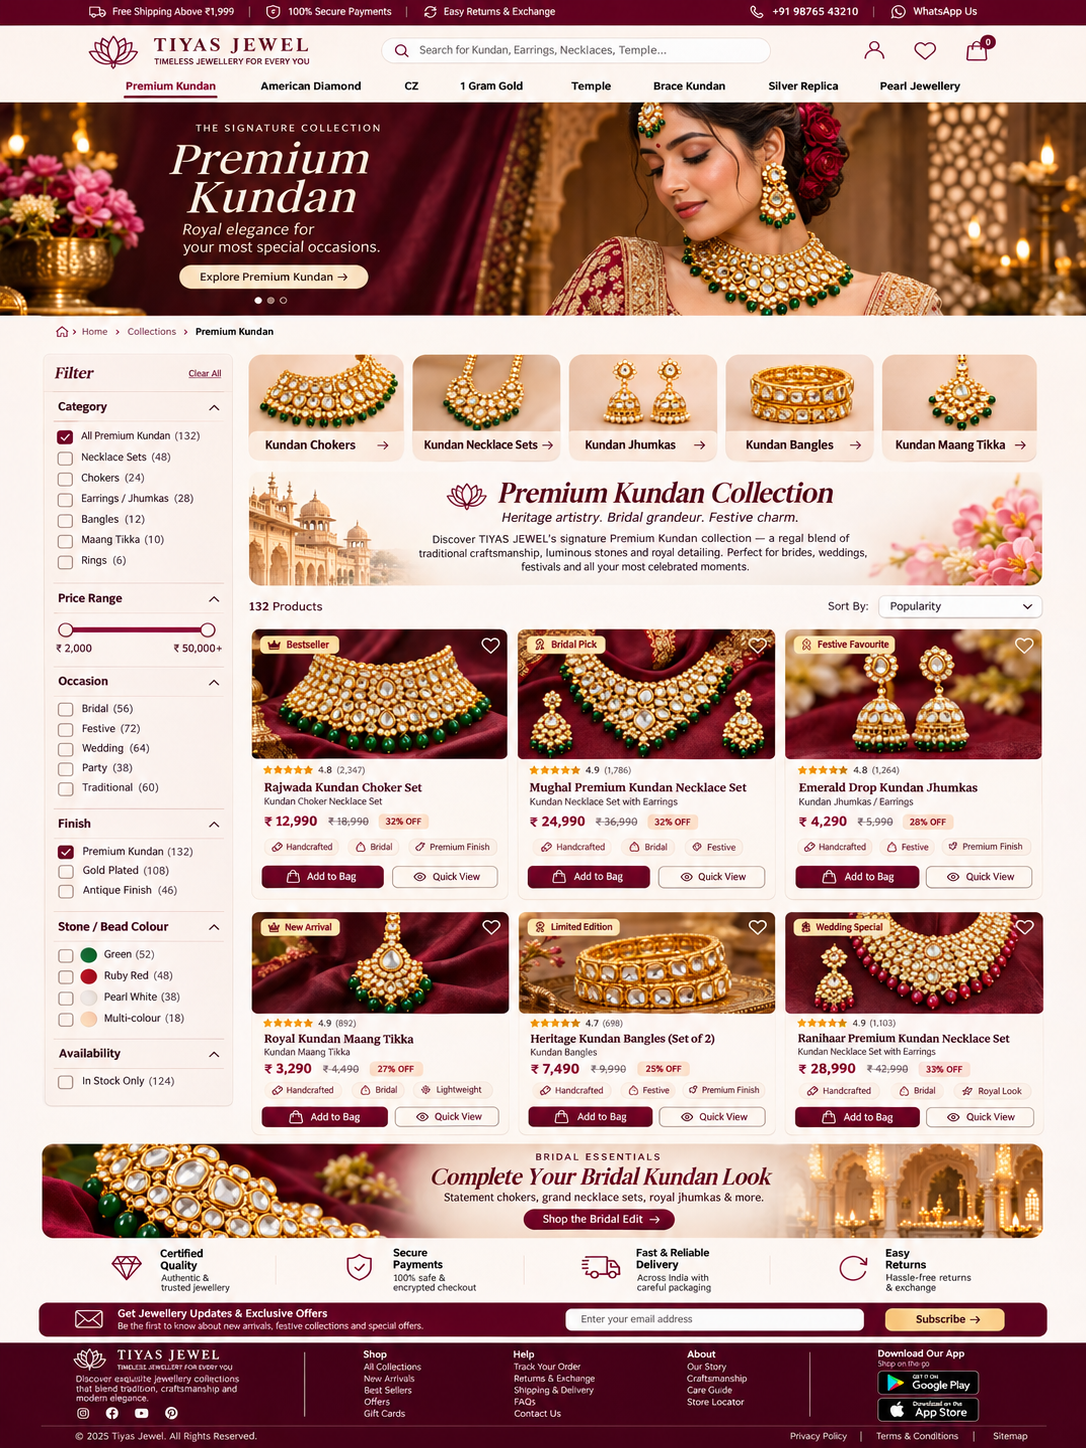 Free Shipping Above ₹1,999 | 100% Secure Payments | Easy Returns & Exchange
+91 98765 43210 | WhatsApp Us
TIYAS JEWEL
TIMELESS JEWELLERY FOR EVERY YOU
Search for Kundan, Earrings, Necklaces, Temple...
0
Premium Kundan American Diamond CZ 1 Gram Gold Temple Brace Kundan Silver Replica Pearl Jewellery
THE SIGNATURE COLLECTION
Premium
Kundan
Royal elegance for
your most special occasions.
Explore Premium Kundan →
> Home > Collections > Premium Kundan
Filter Clear All
Category
All Premium Kundan (132)
Necklace Sets (48)
Chokers (24)
Earrings / Jhumkas (28)
Bangles (12)
Maang Tikka (10)
Rings (6)
Price Range
₹ 2,000 ₹ 50,000+
Occasion
Bridal (56)
Festive (72)
Wedding (64)
Party (38)
Traditional (60)
Finish
Premium Kundan (132)
Gold Plated (108)
Antique Finish (46)
Stone / Bead Colour
Green (52)
Ruby Red (48)
Pearl White (38)
Multi-colour (18)
Availability
In Stock Only (124)
Kundan Chokers →
Kundan Necklace Sets →
Kundan Jhumkas →
Kundan Bangles →
Kundan Maang Tikka →
Premium Kundan Collection
Heritage artistry. Bridal grandeur. Festive charm.
Discover TIYAS JEWEL's signature Premium Kundan collection — a regal blend of
traditional craftsmanship, luminous stones and royal detailing. Perfect for brides, weddings,
festivals and all your most celebrated moments.
132 Products
Sort By: Popularity
Bestseller
4.8 (2,347)
Rajwada Kundan Choker Set
Kundan Choker Necklace Set
₹ 12,990 ₹ 18,990 32% OFF
Handcrafted Bridal Premium Finish
Add to Bag Quick View
Bridal Pick
4.9 (1,786)
Mughal Premium Kundan Necklace Set
Kundan Necklace Set with Earrings
₹ 24,990 ₹ 36,990 32% OFF
Handcrafted Bridal Festive
Add to Bag Quick View
Festive Favourite
4.8 (1,264)
Emerald Drop Kundan Jhumkas
Kundan Jhumkas / Earrings
₹ 4,290 ₹ 5,990 28% OFF
Handcrafted Festive Premium Finish
Add to Bag Quick View
New Arrival
4.9 (892)
Royal Kundan Maang Tikka
Kundan Maang Tikka
₹ 3,290 ₹ 4,490 27% OFF
Handcrafted Bridal Lightweight
Add to Bag Quick View
Limited Edition
4.7 (698)
Heritage Kundan Bangles (Set of 2)
Kundan Bangles
₹ 7,490 ₹ 9,990 25% OFF
Handcrafted Festive Premium Finish
Add to Bag Quick View
Wedding Special
4.9 (1,103)
Ranihaar Premium Kundan Necklace Set
Kundan Necklace Set with Earrings
₹ 28,990 ₹ 42,990 33% OFF
Handcrafted Bridal Royal Look
Add to Bag Quick View
BRIDAL ESSENTIALS
Complete Your Bridal Kundan Look
Statement chokers, grand necklace sets, royal jhumkas & more.
Shop the Bridal Edit →
Certified
Quality
Authentic &
trusted jewellery
Secure
Payments
100% safe &
encrypted checkout
Fast & Reliable
Delivery
Across India with
careful packaging
Easy
Returns
Hassle-free returns
& exchange
Get Jewellery Updates & Exclusive Offers
Be the first to know about new arrivals, festive collections and special offers.
Enter your email address
Subscribe →
TIYAS JEWEL
TIMELESS JEWELLERY FOR EVERY YOU
Discover exquisite jewellery collections
that blend tradition, craftsmanship and
modern elegance.
Shop
All Collections
New Arrivals
Best Sellers
Offers
Gift Cards
Help
Track Your Order
Returns & Exchange
Shipping & Delivery
FAQs
Contact Us
About
Our Story
Craftsmanship
Care Guide
Store Locator
Download Our App
Shop on-the-go
GET IT ON
Google Play
Download on the
App Store
© 2025 Tiyas Jewel. All Rights Reserved.
Privacy Policy | Terms & Conditions | Sitemap